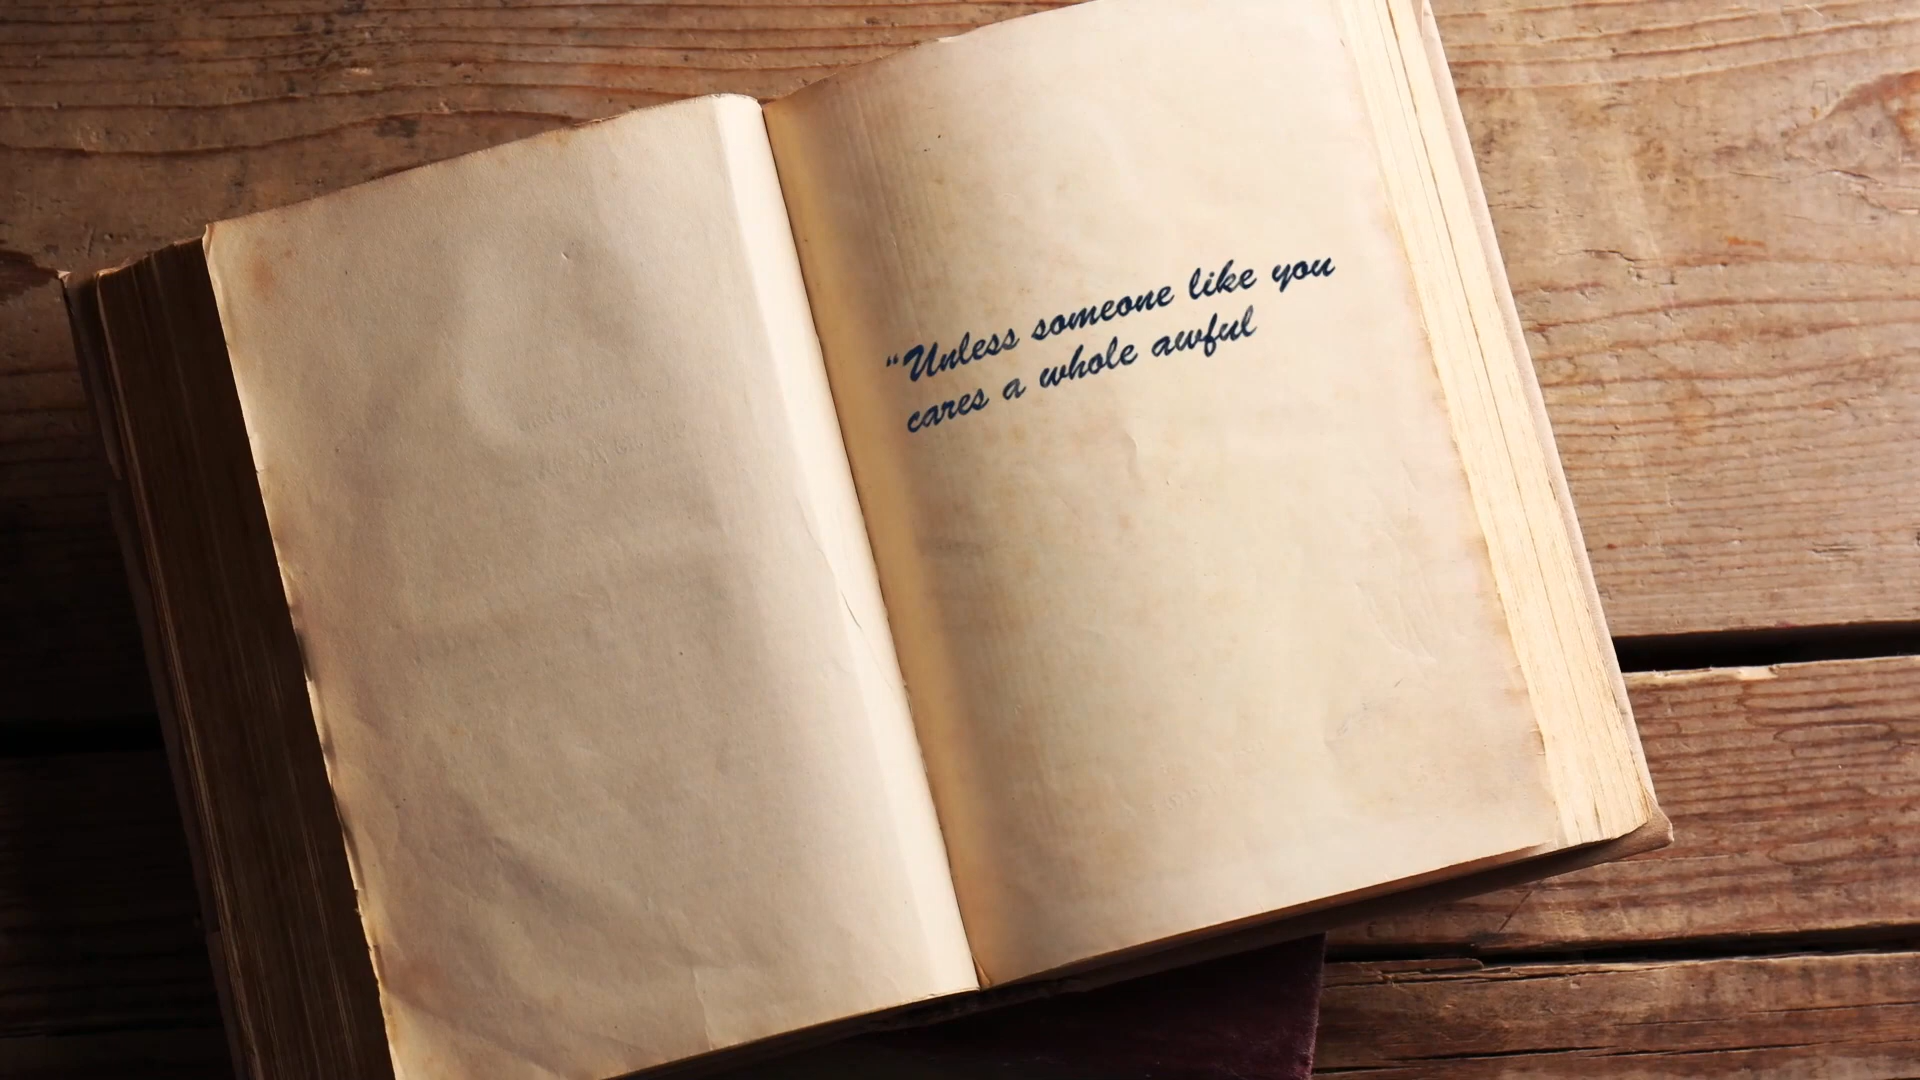 “Unless someone like you
cares a whole awful